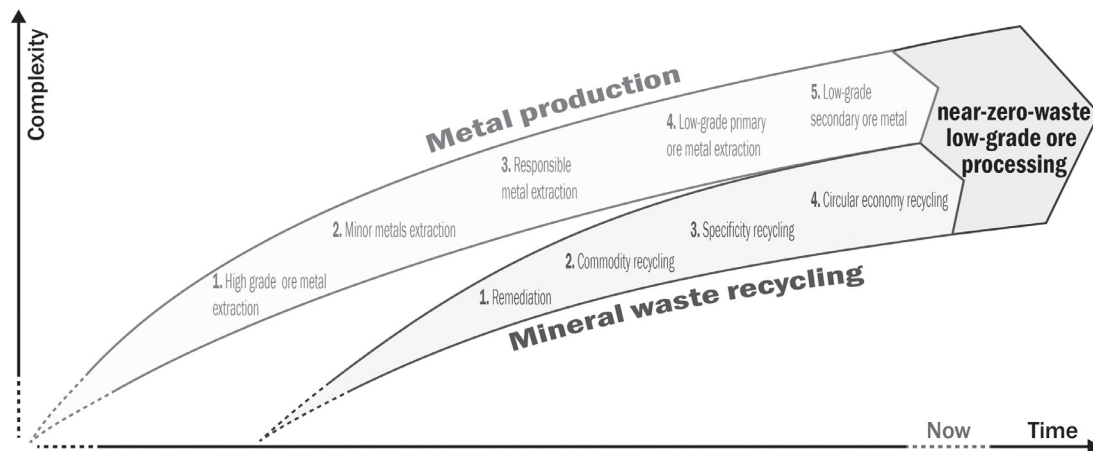 Complexity
Metal production
1. High grade ore metal
extraction
2. Minor metals extraction
3. Responsible
metal extraction
4. Low-grade primary
ore metal extraction
5. Low-grade
secondary ore metal
near-zero-waste
low-grade ore
processing
1. Remediation
2. Commodity recycling
3. Specificity recycling
4. Circular economy recycling
Mineral waste recycling
Now
Time